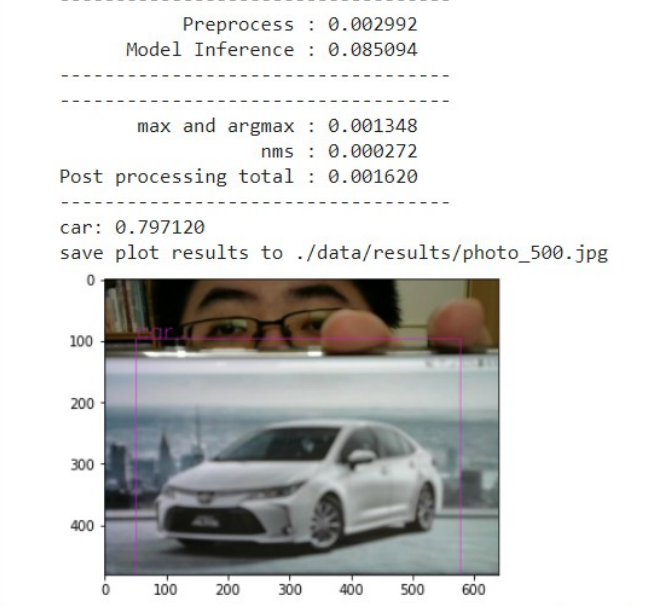 -----------------------------------
Preprocess : 0.002992
Model Inference : 0.085094
-----------------------------------
-----------------------------------
max and argmax : 0.001348
nms : 0.000272
Post processing total : 0.001620
-----------------------------------
car: 0.797120
save plot results to ./data/results/photo_500.jpg
0
car
100
200
300
400
0 100 200 300 400 500 600